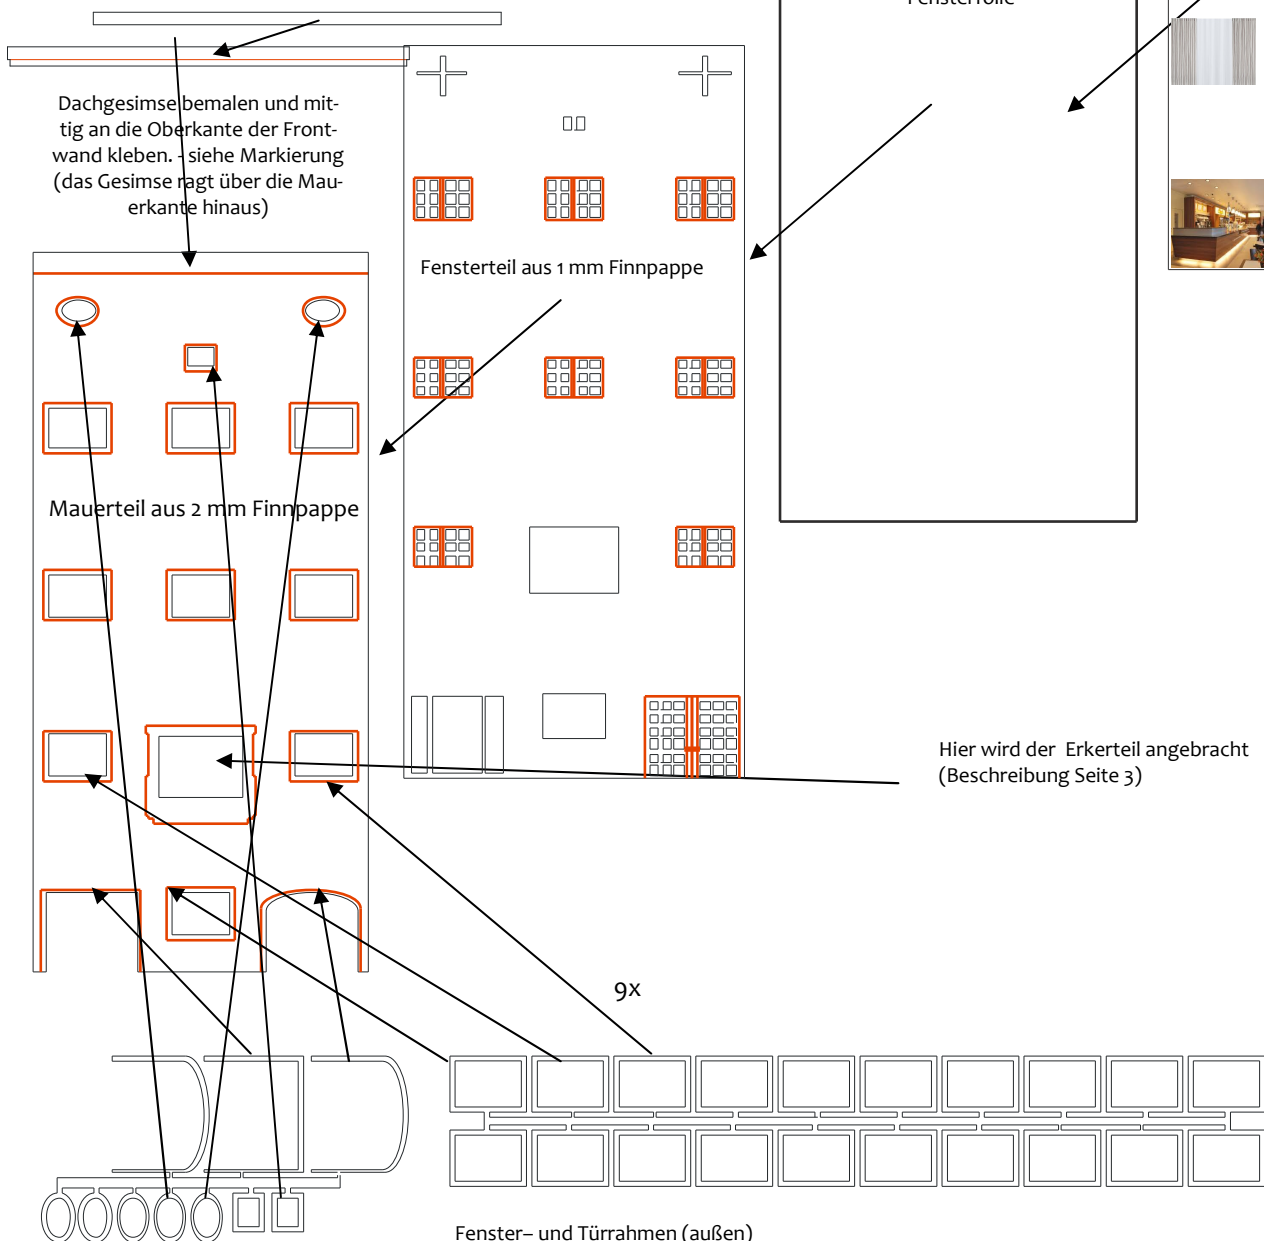 Fensterfolie
Dachgesimse bemalen und mit-
tig an die Oberkante der Front-
wand kleben. - siehe Markierung
(das Gesimse ragt über die Mau-
erkante hinaus)
Fensterteil aus 1 mm Finnpappe
Mauerteil aus 2 mm Finnpappe
Hier wird der Erkerteil angebracht
(Beschreibung Seite 3)
9x
Fenster– und Türrahmen (außen)